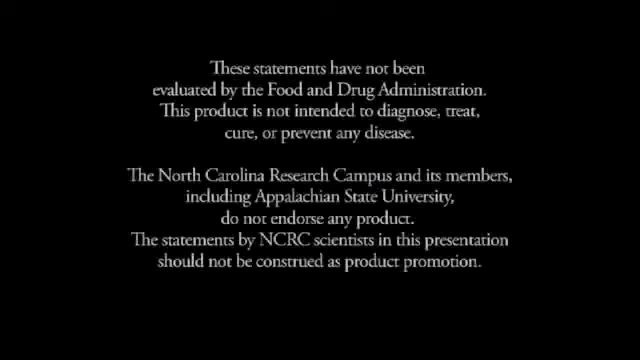 These statements have not been
evaluated by the Food and Drug Administration.
This product is not intended to diagnose, treat,
cure, or prevent any disease.
The North Carolina Research Campus and its members,
including Appalachian State University,
do not endorse any product.
The statements by NCRC scientists in this presentation
should not be construed as product promotion.